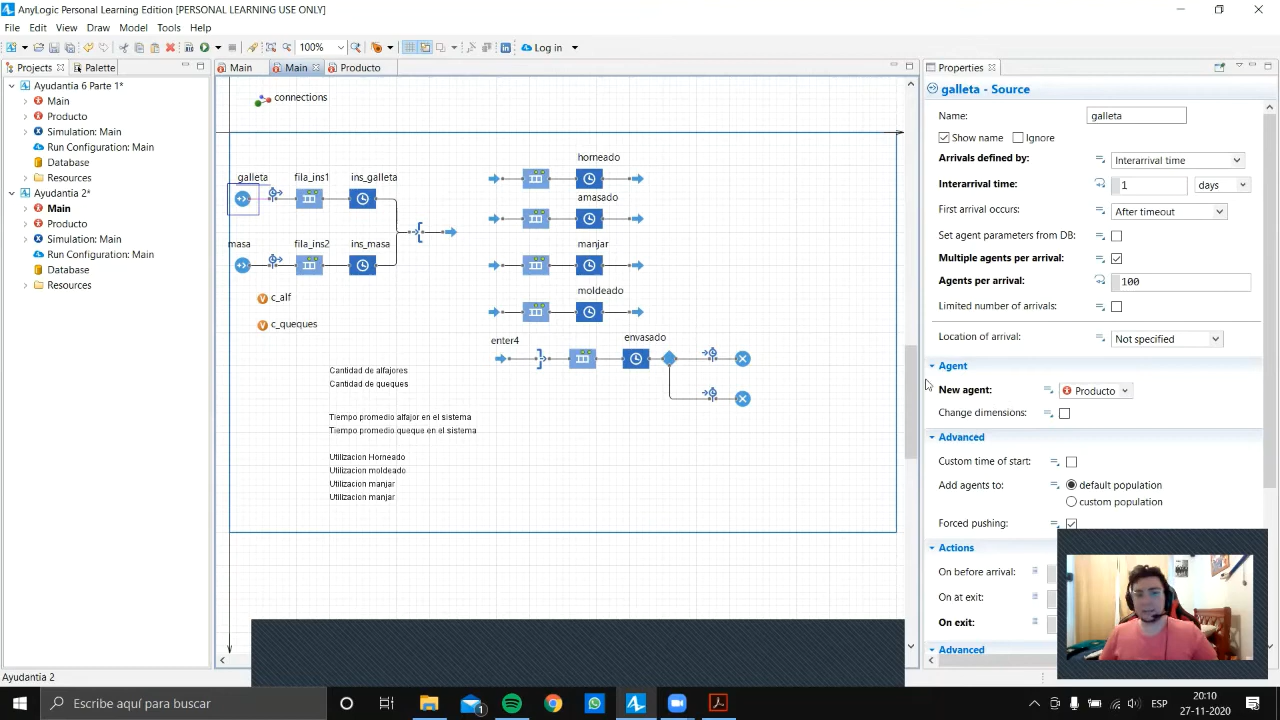 AnyLogic Personal Learning Edition [PERSONAL LEARNING USE ONLY]
File Edit View Draw Model Tools Help
100% Log in
Projects Palette Main Main Producto Properties
Ayudantia 6 Parte 1*
Main
Producto
Simulation: Main
Run Configuration: Main
Database
Resources
Ayudantia 2*
Main
Producto
Simulation: Main
Run Configuration: Main
Database
Resources
connections
galleta fila_ins1 ins_galleta
masa fila_ins2 ins_masa
c_alf
c_queques
horneado
amasado
manjar
moldeado
enter4 envasado
Cantidad de alfajores
Cantidad de queques
Tiempo promedio alfajor en el sistema
Tiempo promedio queque en el sistema
Utilizacion Horneado
Utilizacion moldeado
Utilizacion manjar
Utilizacion manjar
galleta - Source
Name: galleta
Show name Ignore
Arrivals defined by: Interarrival time
Interarrival time: 1 days
First arrival occurs: After timeout
Set agent parameters from DB:
Multiple agents per arrival:
Agents per arrival: 100
Limited number of arrivals:
Location of arrival: Not specified
Agent
New agent: Producto
Change dimensions:
Advanced
Custom time of start:
Add agents to: default population
custom population
Forced pushing:
Actions
On before arrival:
On at exit:
On exit:
Advanced
Ayudantia 2
Escribe aquí para buscar
1
ESP
20:10
27-11-2020